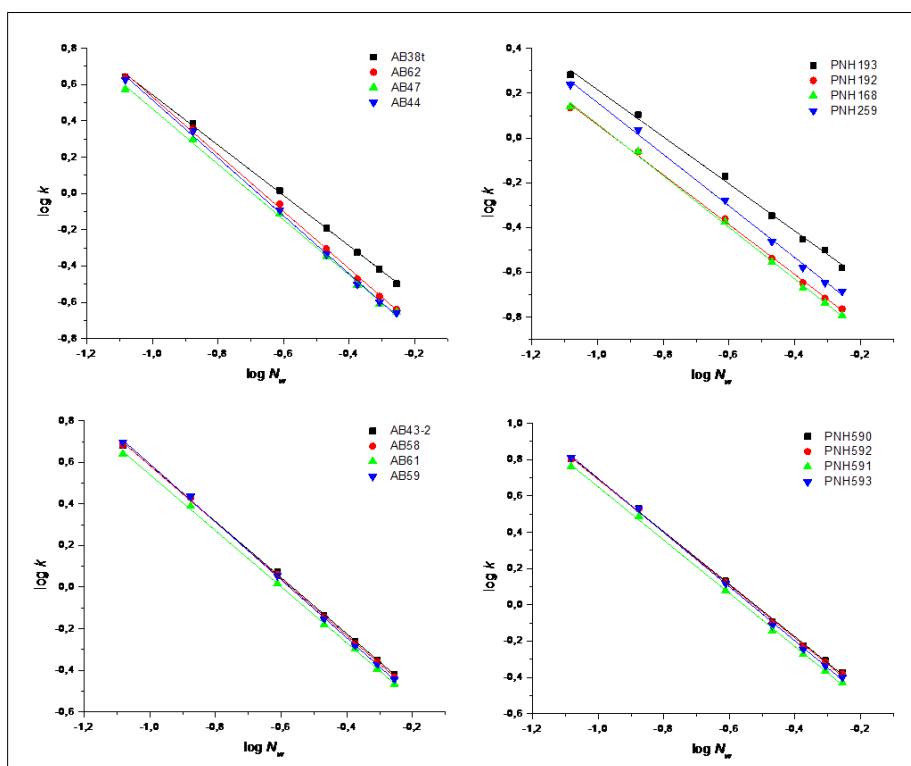 0,8
0,6
0,4
0,2
0,0
-0,2
-0,4
-0,6
-0,8
log k
-1,2 -1,0 -0,8 -0,6 -0,4 -0,2
log Nw
AB38t
AB62
AB47
AB44
0,4
0,2
0,0
-0,2
-0,4
-0,6
-0,8
log k
-1,2 -1,0 -0,8 -0,6 -0,4 -0,2
log Nw
PNH193
PNH192
PNH168
PNH259
0,8
0,6
0,4
0,2
0,0
-0,2
-0,4
-0,6
log k
-1,2 -1,0 -0,8 -0,6 -0,4 -0,2
log Nw
AB43-2
AB58
AB61
AB59
1,0
0,8
0,6
0,4
0,2
0,0
-0,2
-0,4
-0,6
log k
-1,2 -1,0 -0,8 -0,6 -0,4 -0,2
log Nw
PNH590
PNH592
PNH591
PNH593